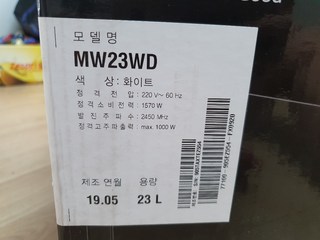 모델명
MW23WD
색 상 : 화이트
정 격 전 압 : 220 V~ 60 Hz
정격소비전력 : 1570 W
발 진 주 파 수 : 2450 MHz
정격고주파출력 : max. 1000 W
제조 연월 용량
19.05 23 L